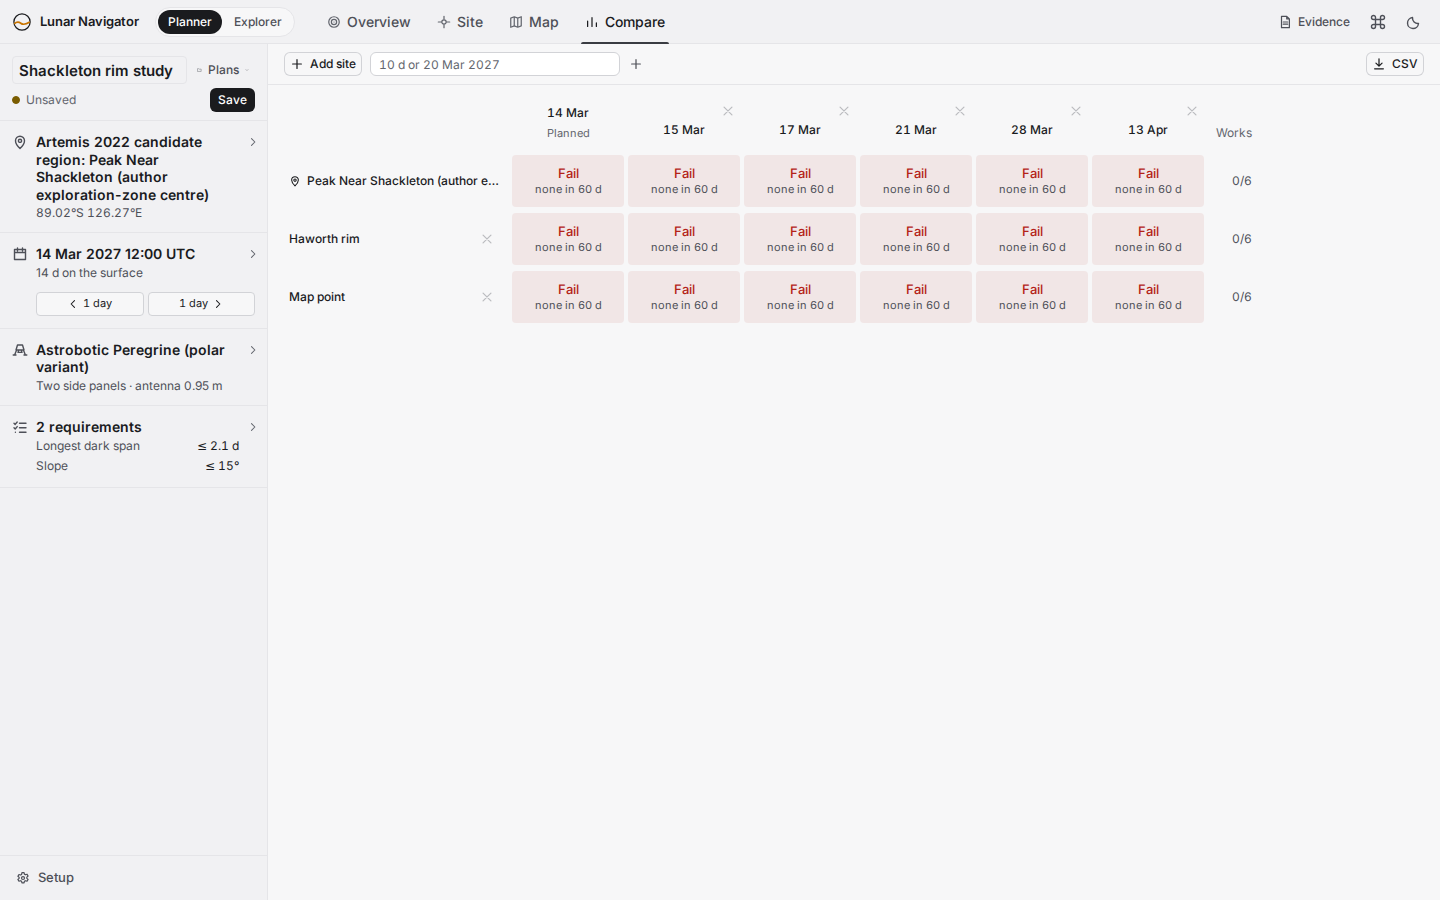 Lunar Navigator
Planner
Explorer
Overview
Site
Map
Compare
Evidence
Shackleton rim study
Plans
Unsaved
Save
Artemis 2022 candidate
region: Peak Near
Shackleton (author
exploration-zone centre)
89.02°S 126.27°E
14 Mar 2027 12:00 UTC
14 d on the surface
1 day
1 day
Astrobotic Peregrine (polar
variant)
Two side panels · antenna 0.95 m
2 requirements
Longest dark span ≤ 2.1 d
Slope ≤ 15°
Setup
Add site
10 d or 20 Mar 2027
CSV
14 Mar
Planned
15 Mar
17 Mar
21 Mar
28 Mar
13 Apr
Works
Peak Near Shackleton (author e...
Fail Fail Fail Fail Fail Fail
none in 60 d none in 60 d none in 60 d none in 60 d none in 60 d none in 60 d
0/6
Haworth rim
Fail Fail Fail Fail Fail Fail
none in 60 d none in 60 d none in 60 d none in 60 d none in 60 d none in 60 d
0/6
Map point
Fail Fail Fail Fail Fail Fail
none in 60 d none in 60 d none in 60 d none in 60 d none in 60 d none in 60 d
0/6